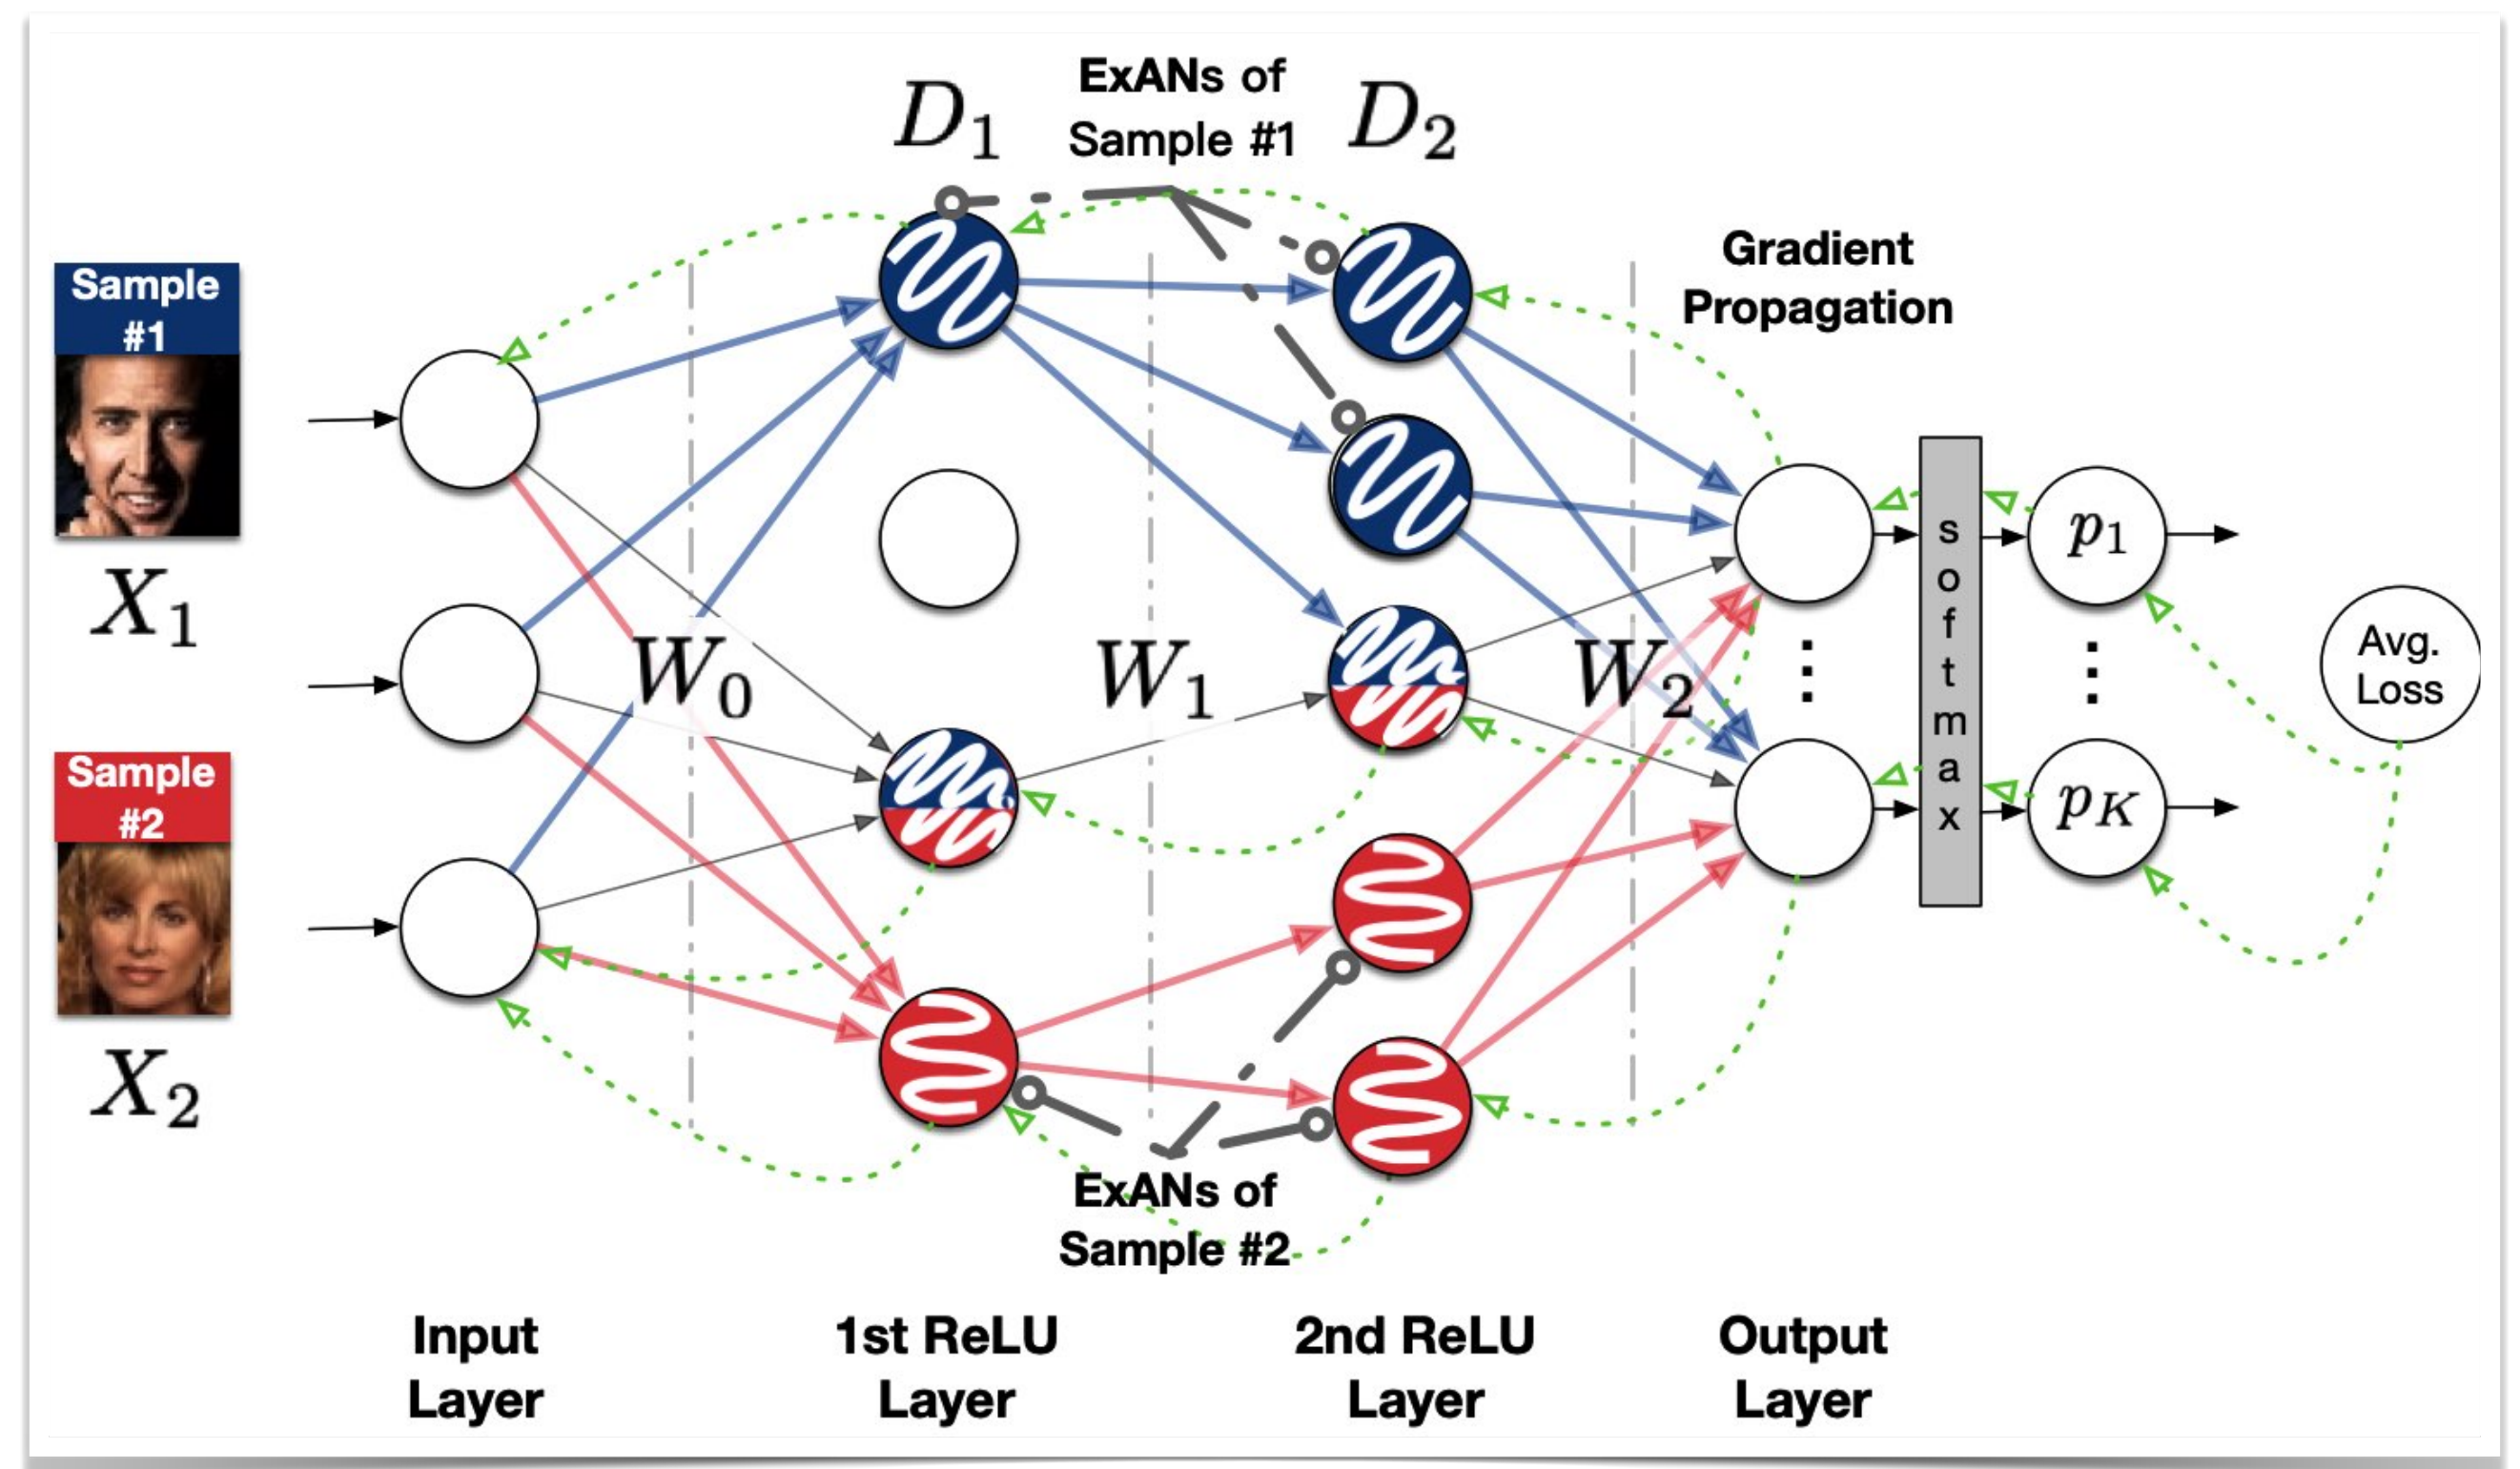 ExANs of
Sample #1
D1
D2
Sample
#1
X1
Gradient
Propagation
W0
W1
W2
s
o
f
t
m
a
x
p1
pK
Avg.
Loss
Sample
#2
X2
ExANs of
Sample #2
Input
Layer
1st ReLU
Layer
2nd ReLU
Layer
Output
Layer